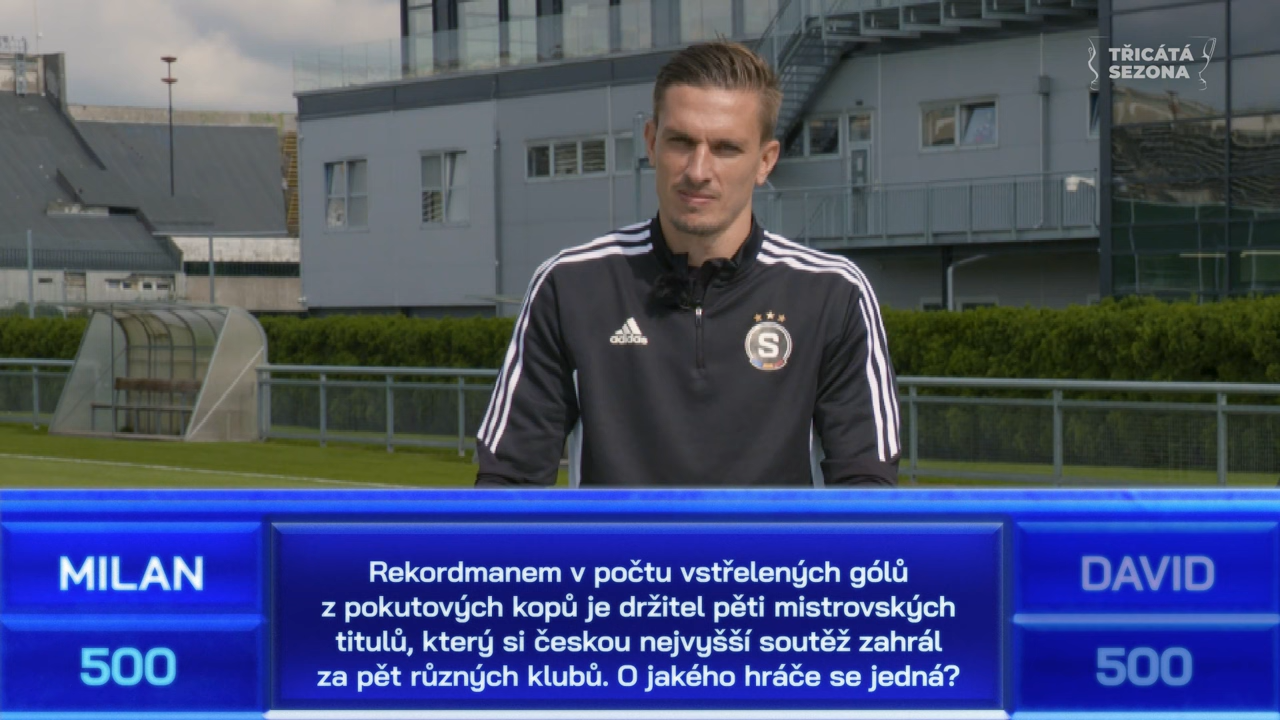 TŘICÁTÁ
SEZONA
adidas
S
MILAN
500
Rekordmanem v počtu vstřelených gólů
z pokutových kopů je držitel pěti mistrovských
titulů, který si českou nejvyšší soutěž zahrál
za pět různých klubů. O jakého hráče se jedná?
DAVID
500